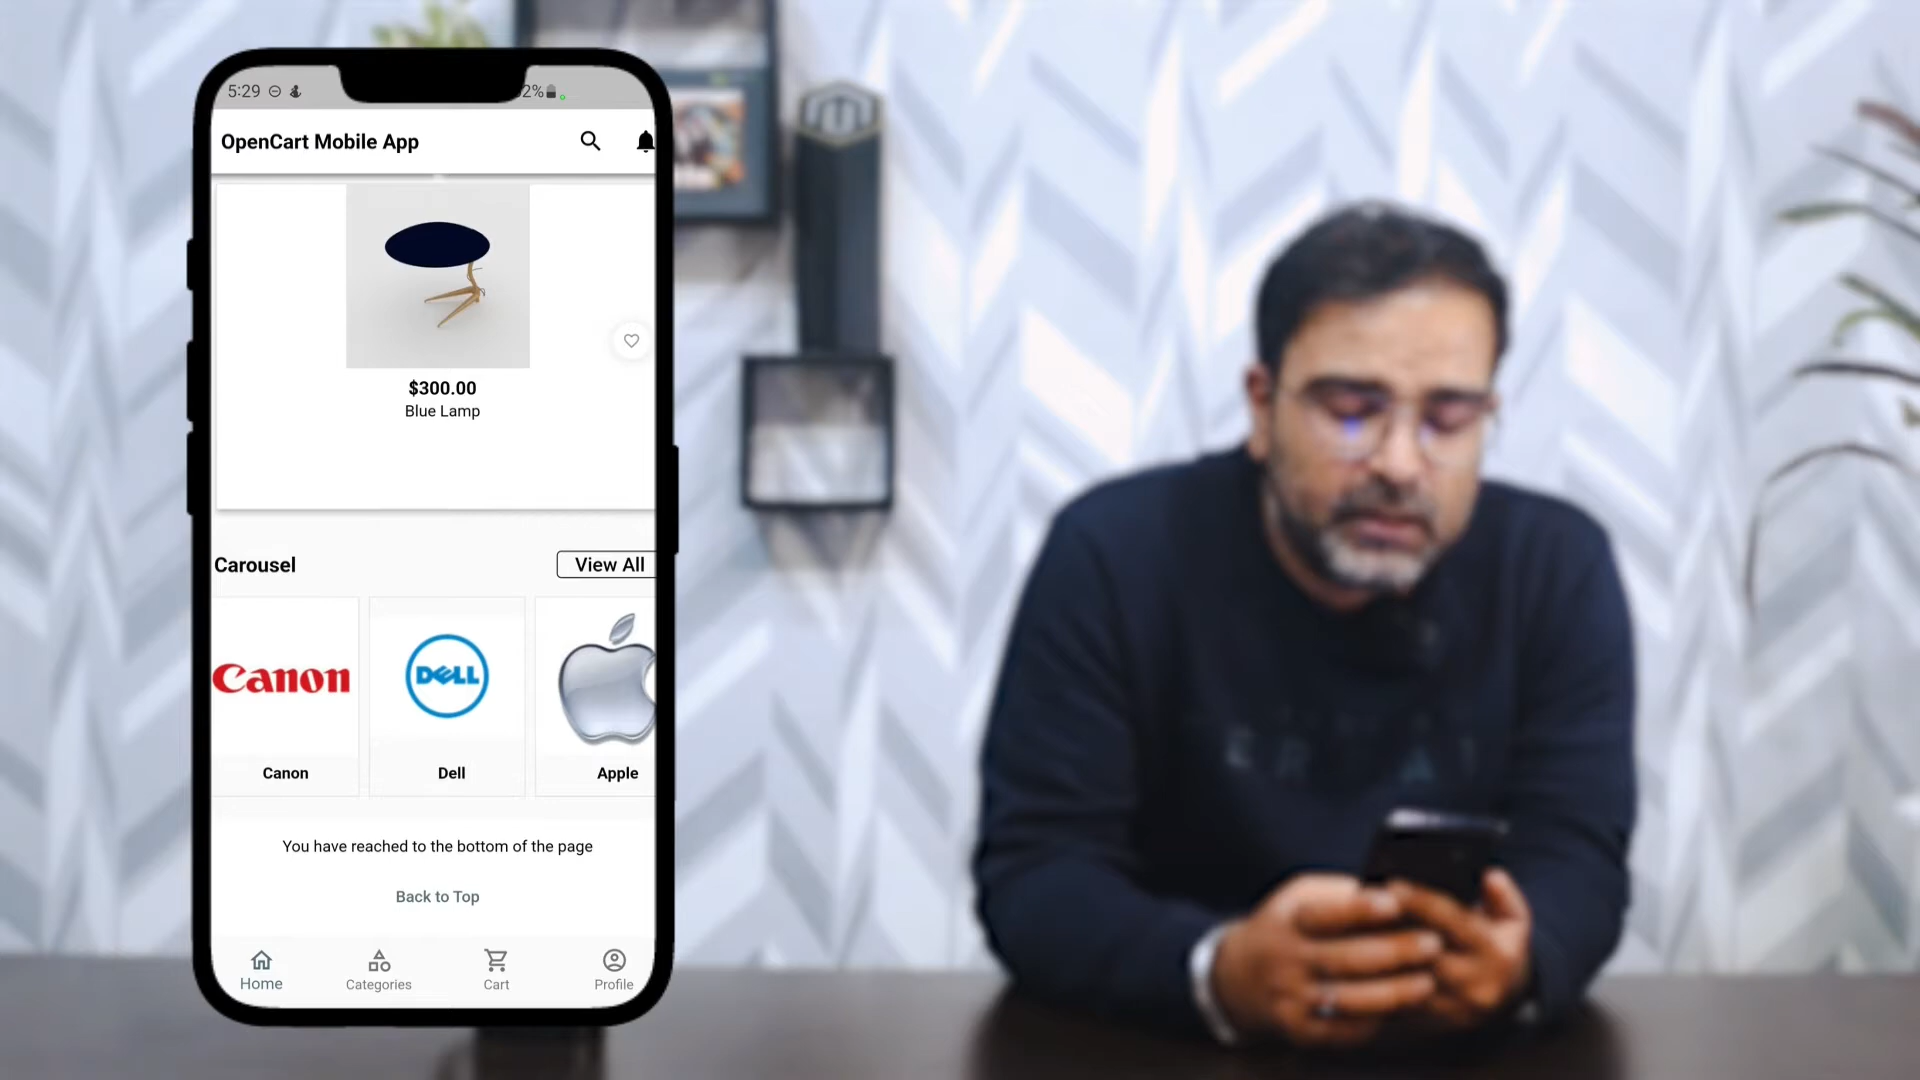 5:29
2%
OpenCart Mobile App
$300.00
Blue Lamp
Carousel
View All
Canon
DELL
Canon
Dell
Apple
You have reached to the bottom of the page
Back to Top
Home
Categories
Cart
Profile